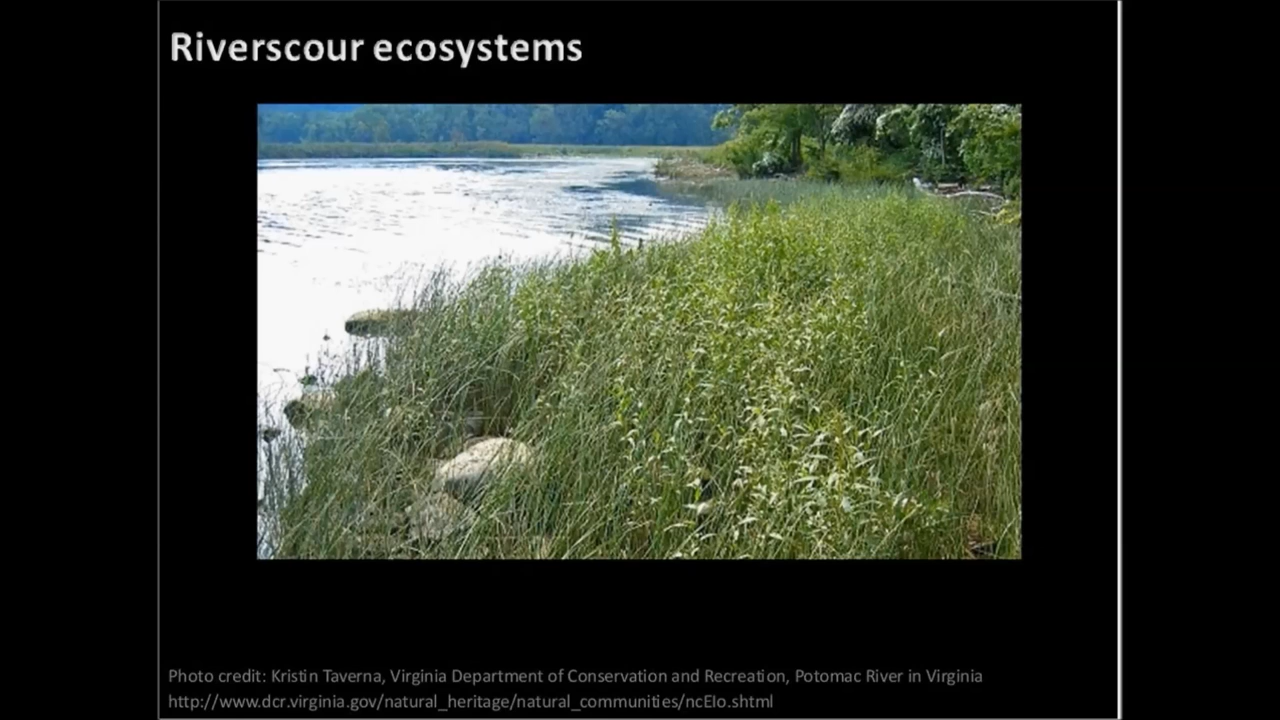 Riverscour ecosystems
Photo credit: Kristin Taverna, Virginia Department of Conservation and Recreation, Potomac River in Virginia
http://www.dcr.virginia.gov/natural_heritage/natural_communities/ncEIo.shtml